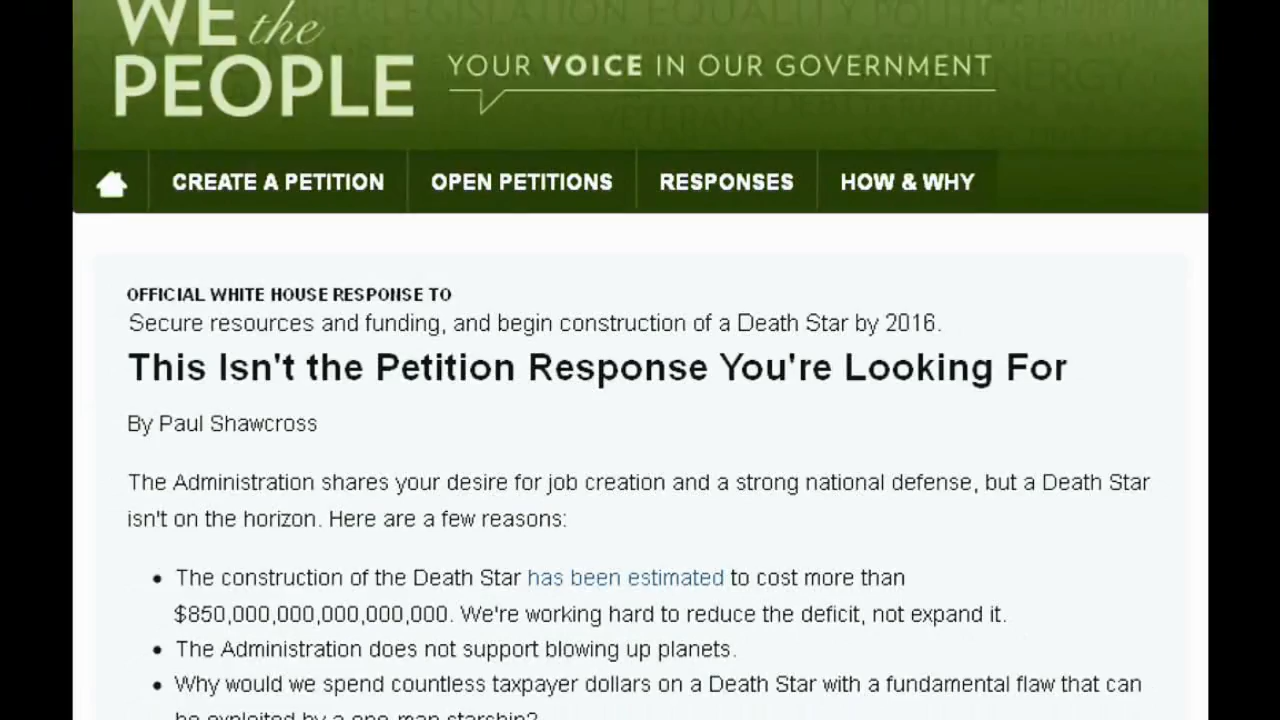 WE the
PEOPLE
YOUR VOICE IN OUR GOVERNMENT
CREATE A PETITION
OPEN PETITIONS
RESPONSES
HOW & WHY
OFFICIAL WHITE HOUSE RESPONSE TO
Secure resources and funding, and begin construction of a Death Star by 2016.
This Isn't the Petition Response You're Looking For
By Paul Shawcross
The Administration shares your desire for job creation and a strong national defense, but a Death Star
isn't on the horizon. Here are a few reasons:
• The construction of the Death Star has been estimated to cost more than
$850,000,000,000,000,000. We're working hard to reduce the deficit, not expand it.
• The Administration does not support blowing up planets.
• Why would we spend countless taxpayer dollars on a Death Star with a fundamental flaw that can
be exploited by a one-man starship?